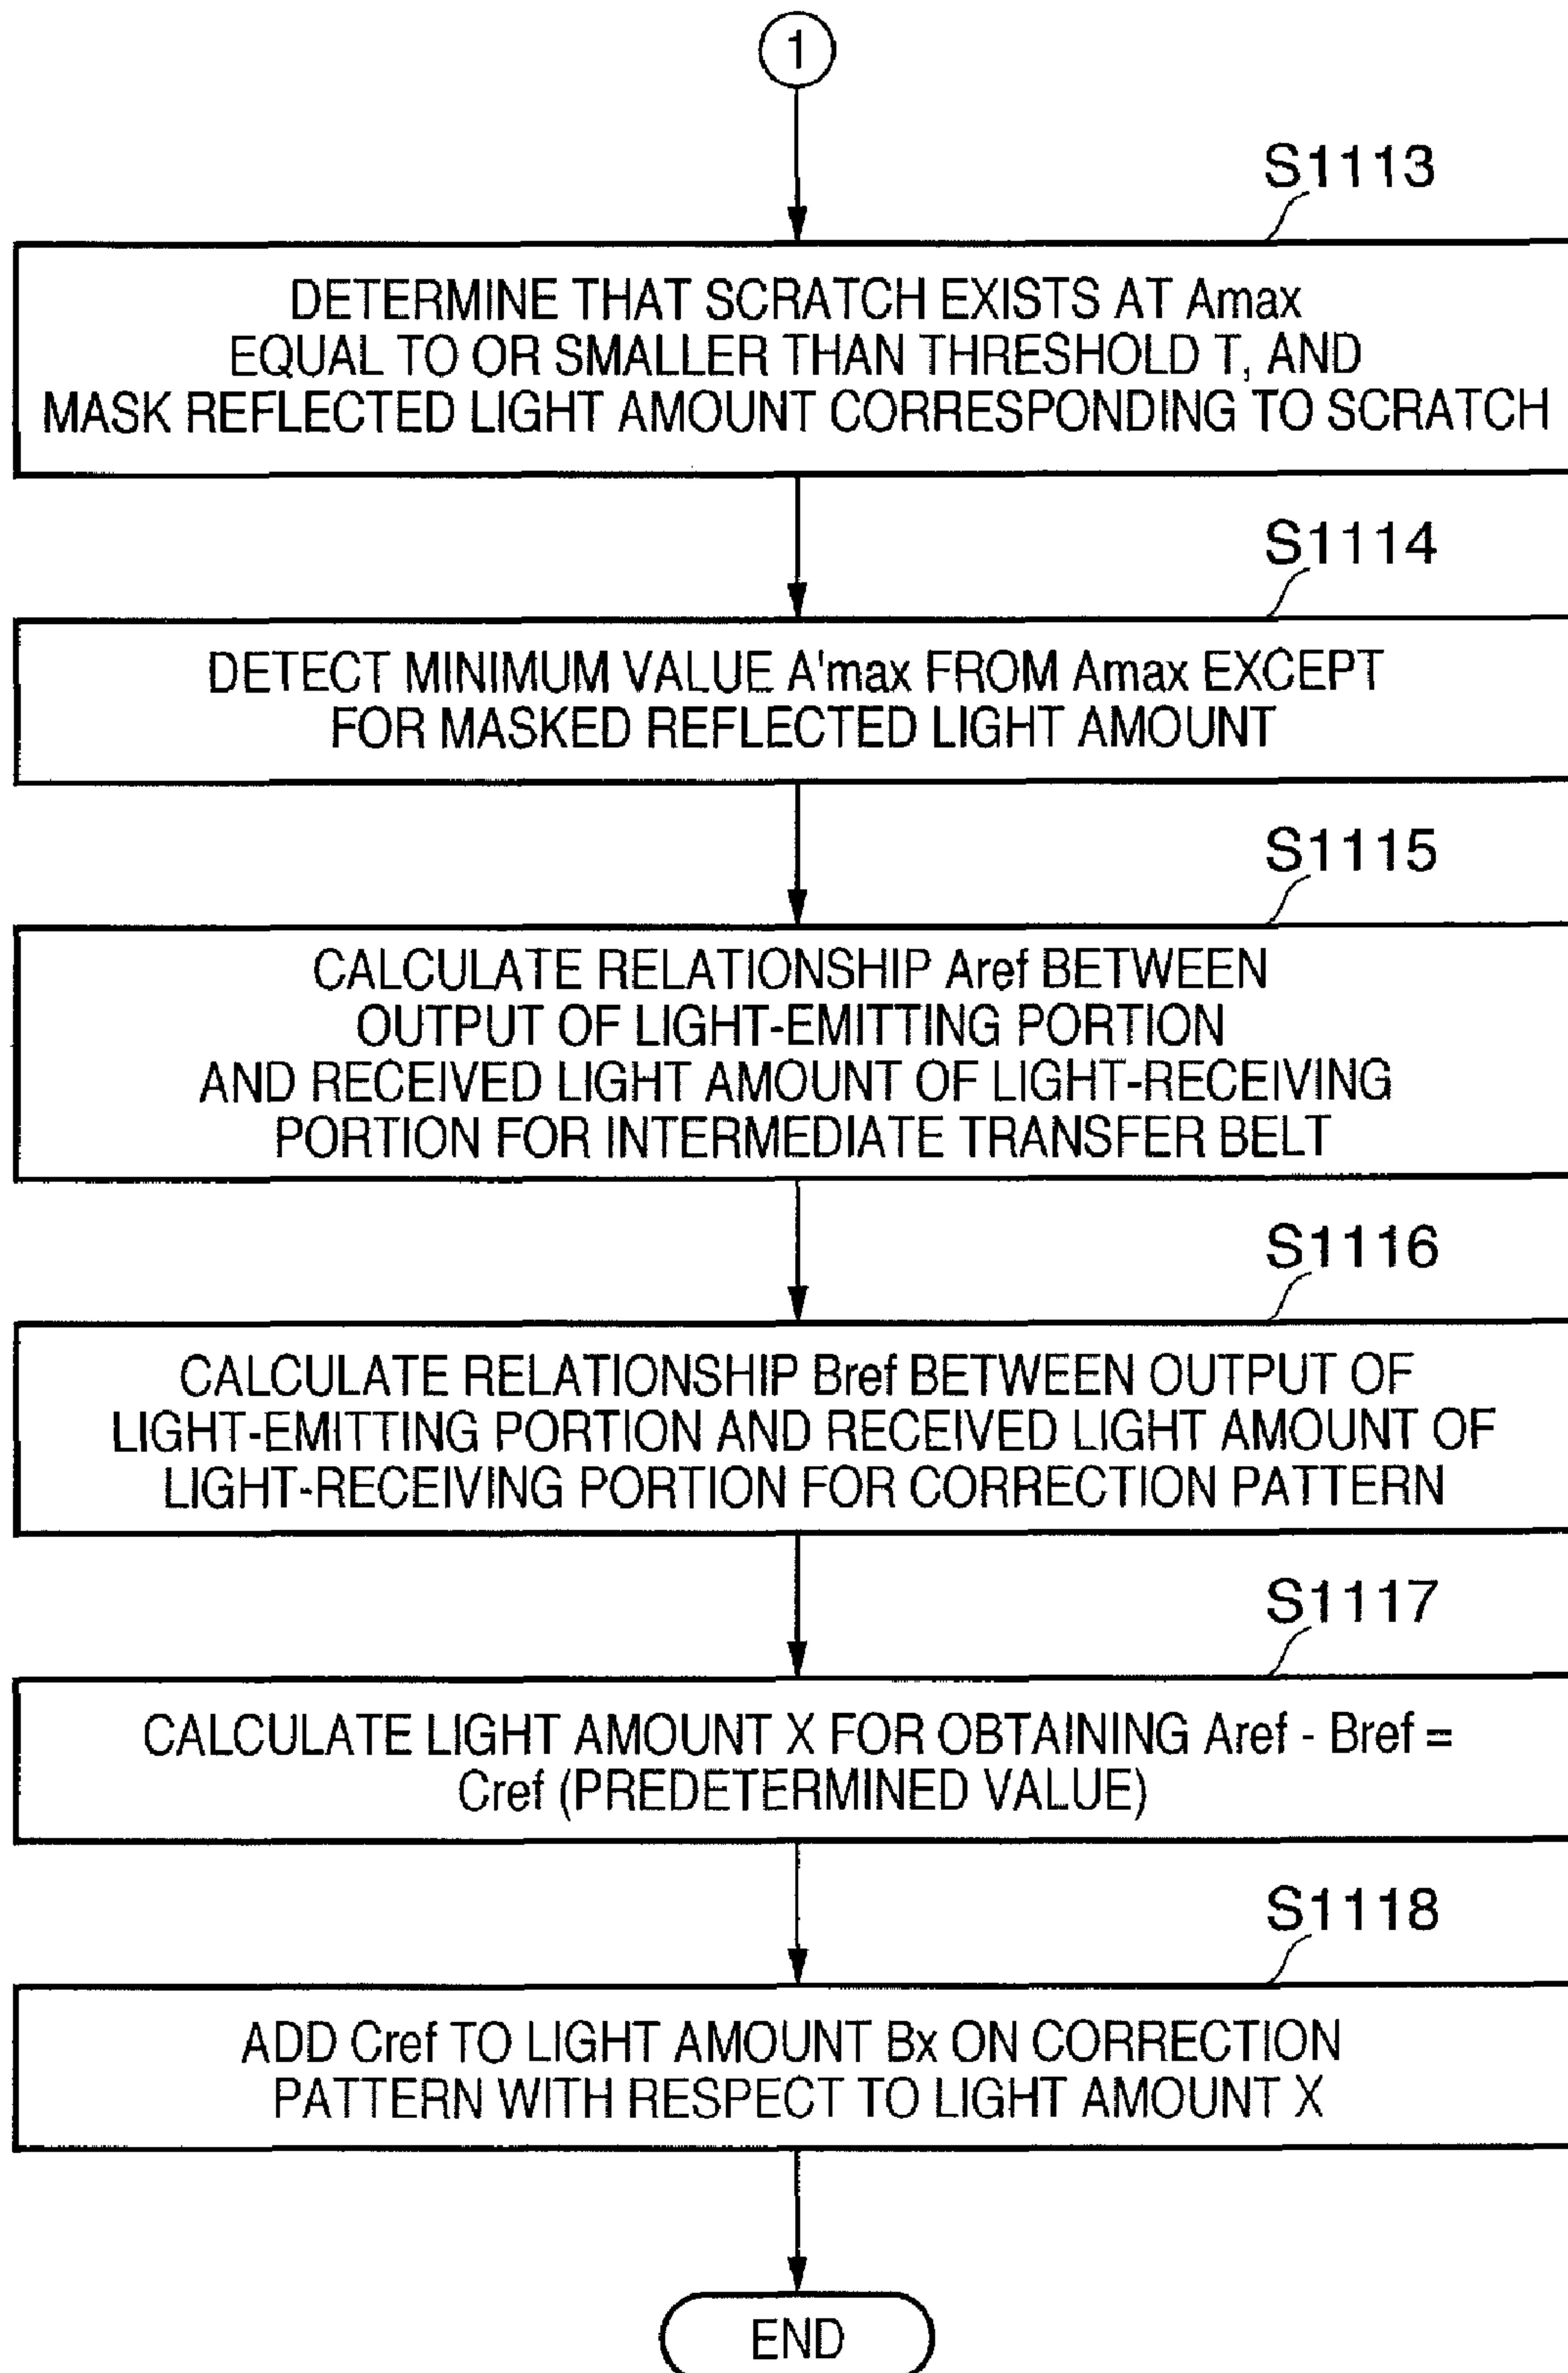 1
S1113
DETERMINE THAT SCRATCH EXISTS AT Amax
EQUAL TO OR SMALLER THAN THRESHOLD T, AND
MASK REFLECTED LIGHT AMOUNT CORRESPONDING TO SCRATCH
S1114
DETECT MINIMUM VALUE A'max FROM Amax EXCEPT
FOR MASKED REFLECTED LIGHT AMOUNT
S1115
CALCULATE RELATIONSHIP Aref BETWEEN
OUTPUT OF LIGHT-EMITTING PORTION
AND RECEIVED LIGHT AMOUNT OF LIGHT-RECEIVING
PORTION FOR INTERMEDIATE TRANSFER BELT
S1116
CALCULATE RELATIONSHIP Bref BETWEEN OUTPUT OF
LIGHT-EMITTING PORTION AND RECEIVED LIGHT AMOUNT OF
LIGHT-RECEIVING PORTION FOR CORRECTION PATTERN
S1117
CALCULATE LIGHT AMOUNT X FOR OBTAINING Aref - Bref =
Cref (PREDETERMINED VALUE)
S1118
ADD Cref TO LIGHT AMOUNT Bx ON CORRECTION
PATTERN WITH RESPECT TO LIGHT AMOUNT X
END